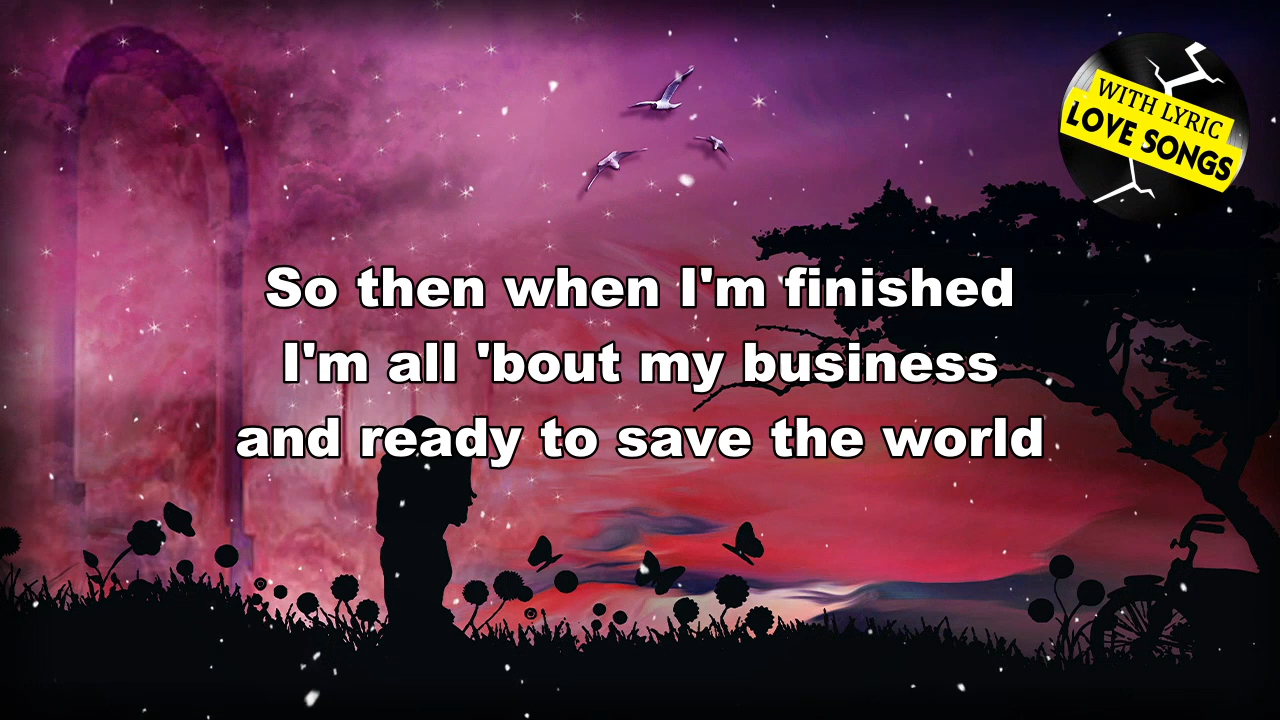 WITH LYRIC
LOVE SONGS
So then when I'm finished
I'm all 'bout my business
and ready to save the world